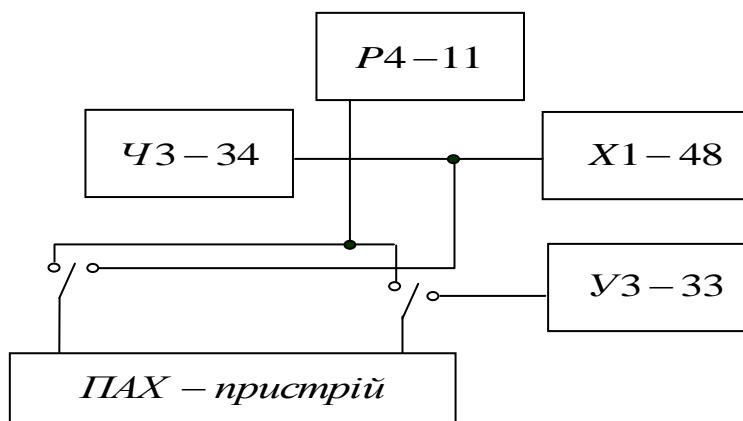 Р4 – 11
Ч3 – 34
Х1 – 48
У3 – 33
ПАХ – пристрій